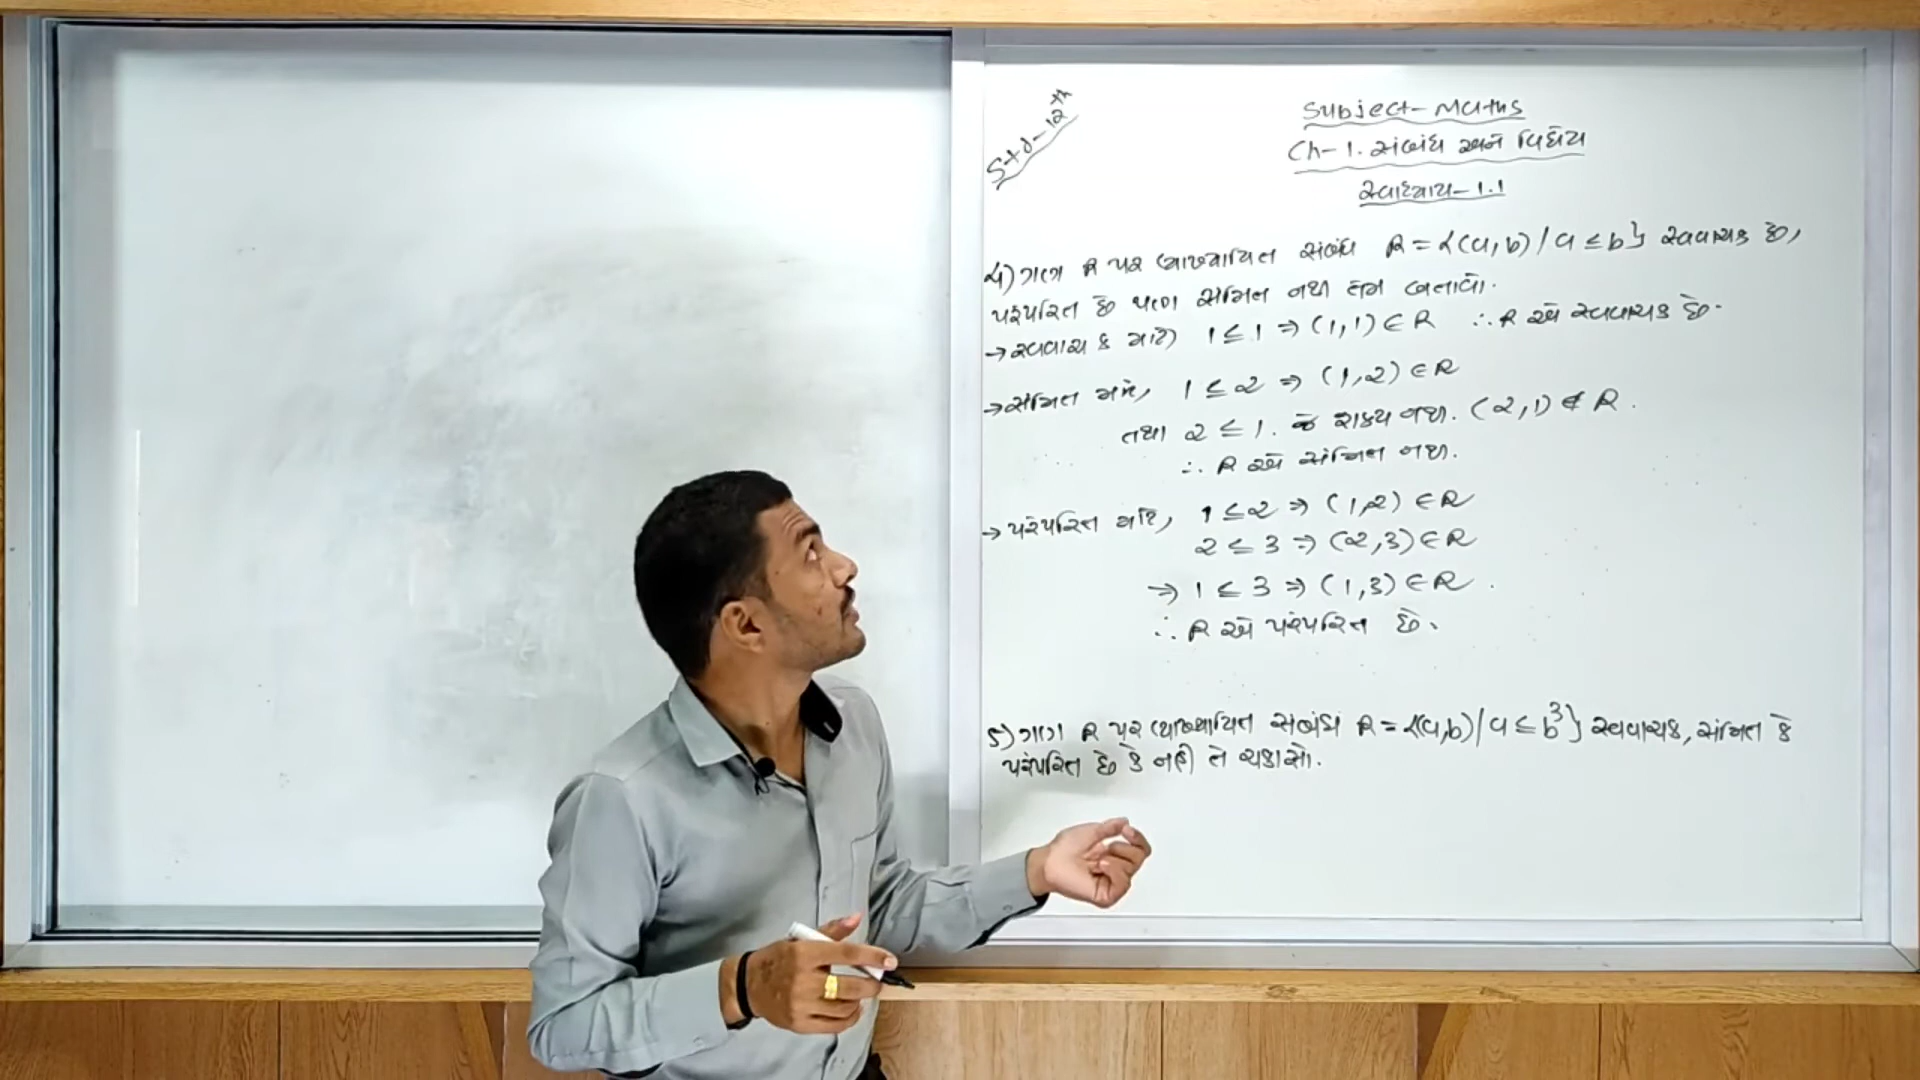 Std-12th
Subject-Maths
Ch-1. સંબંધ અને વિધેય
સ્વાધ્યાય-1.1
4) ગણ R પર વ્યાખ્યાયિત સંબંધ R = {(a,b) / a ≤ b} સ્વવાચક છે,
પરંપરિત છે પણ સંમિત નથી તેમ બતાવો.
→ સ્વવાચક માટે) 1 ≤ 1 ⇒ (1,1) ∈ R ∴ R એ સ્વવાચક છે.
→ સંમિત માટે, 1 ≤ 2 ⇒ (1,2) ∈ R
તથા 2 ≤ 1. જે શક્ય નથી. (2,1) ∉ R.
∴ R એ સંમિત નથી.
→ પરંપરિત માટે, 1 ≤ 2 ⇒ (1,2) ∈ R
2 ≤ 3 ⇒ (2,3) ∈ R
⇒ 1 ≤ 3 ⇒ (1,3) ∈ R.
∴ R એ પરંપરિત છે.
5) ગણ R પર વ્યાખ્યાયિત સબંધ R = {(a,b) / a ≤ b³} સ્વવાચક, સંમિત કે
પરંપરિત છે કે નહી તે ચકાસો.